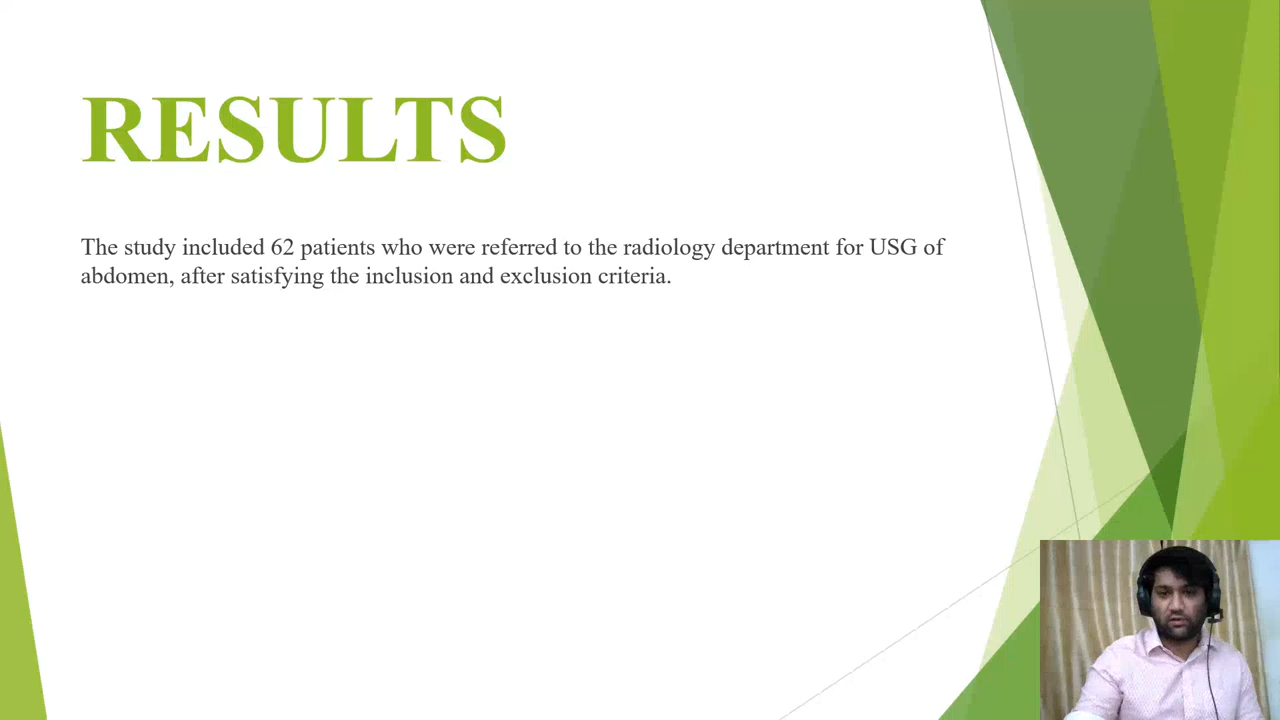 RESULTS
The study included 62 patients who were referred to the radiology department for USG of
abdomen, after satisfying the inclusion and exclusion criteria.